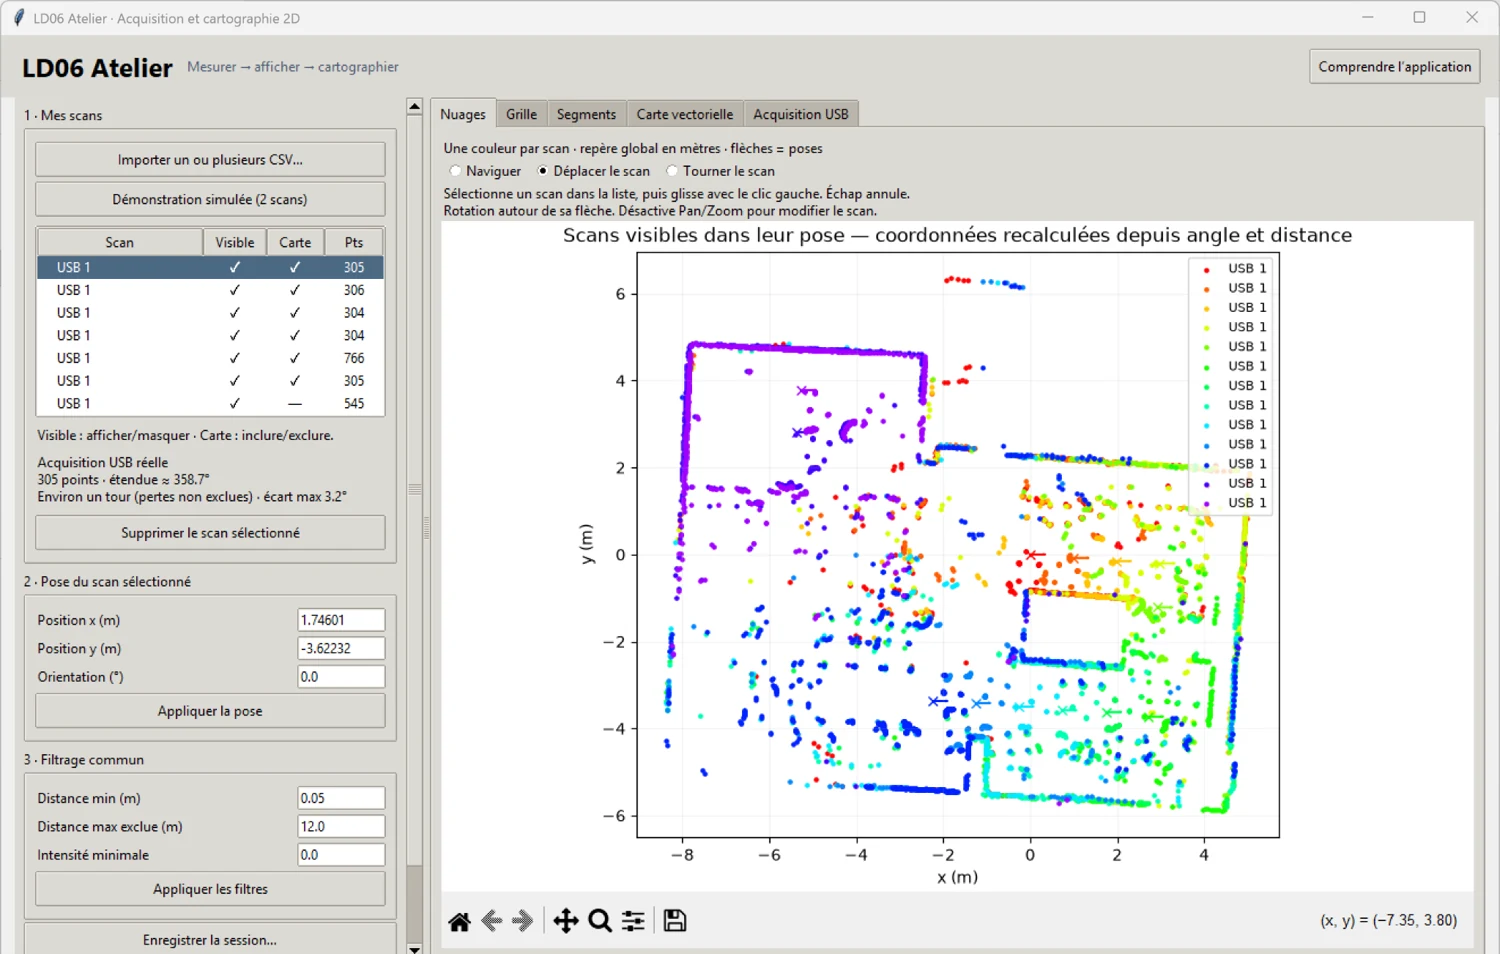 LD06 Atelier · Acquisition et cartographie 2D
LD06 Atelier
Mesurer → afficher → cartographier
Comprendre l'application
1 · Mes scans
Importer un ou plusieurs CSV...
Démonstration simulée (2 scans)
Scan Visible Carte Pts
USB 1 ✓ ✓ 305
USB 1 ✓ ✓ 306
USB 1 ✓ ✓ 304
USB 1 ✓ ✓ 304
USB 1 ✓ ✓ 766
USB 1 ✓ ✓ 305
USB 1 ✓ — 545
Visible : afficher/masquer · Carte : inclure/exclure.
Acquisition USB réelle
305 points · étendue ≈ 358.7°
Environ un tour (pertes non exclues) · écart max 3.2°
Supprimer le scan sélectionné
2 · Pose du scan sélectionné
Position x (m) 1.74601
Position y (m) -3.62232
Orientation (°) 0.0
Appliquer la pose
3 · Filtrage commun
Distance min (m) 0.05
Distance max exclue (m) 12.0
Intensité minimale 0.0
Appliquer les filtres
Enregistrer la session...
Nuages Grille Segments Carte vectorielle Acquisition USB
Une couleur par scan · repère global en mètres · flèches = poses
Naviguer Déplacer le scan Tourner le scan
Sélectionne un scan dans la liste, puis glisse avec le clic gauche. Échap annule.
Rotation autour de sa flèche. Désactive Pan/Zoom pour modifier le scan.
Scans visibles dans leur pose — coordonnées recalculées depuis angle et distance
USB 1
USB 1
USB 1
USB 1
USB 1
USB 1
USB 1
USB 1
USB 1
USB 1
USB 1
USB 1
USB 1
y (m)
6
4
2
0
−2
−4
−6
−8 −6 −4 −2 0 2 4
x (m)
(x, y) = (−7.35, 3.80)